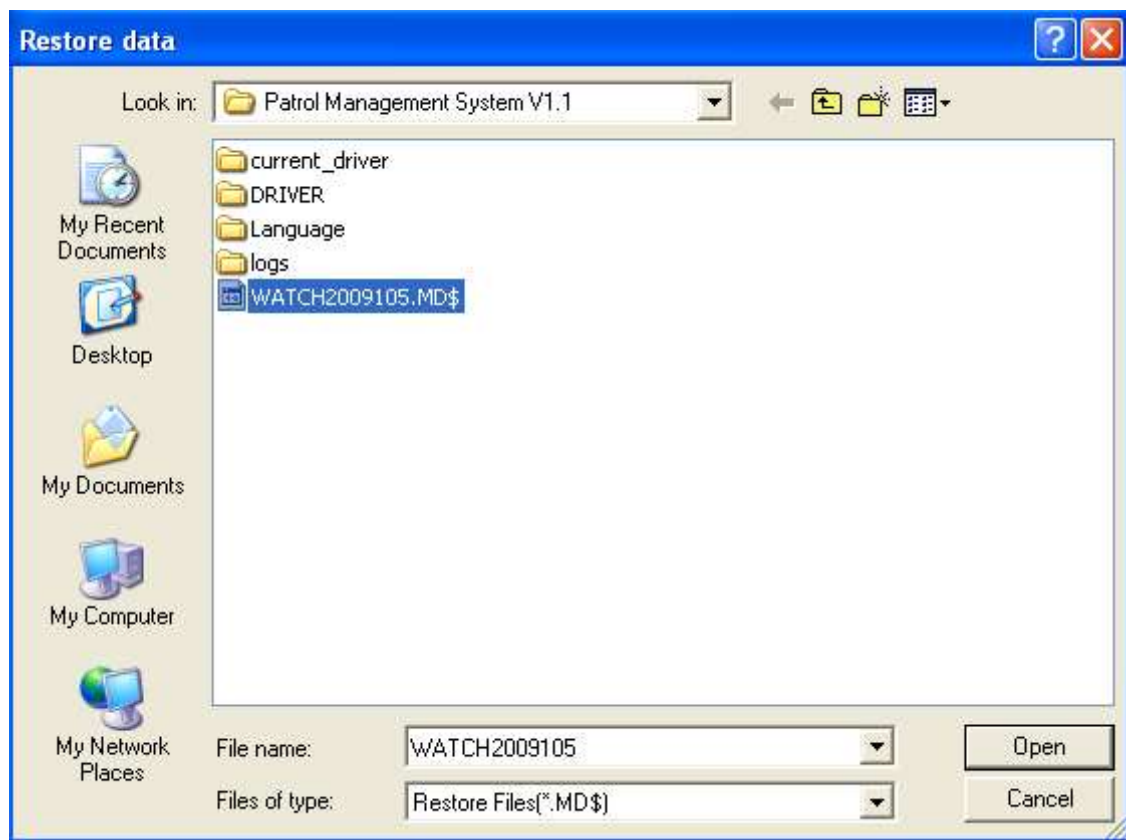 Restore data
Look in:
Patrol Management System V1.1
My Recent
Documents
Desktop
My Documents
My Computer
My Network
Places
current_driver
DRIVER
Language
logs
WATCH2009105.MD$
File name:
WATCH2009105
Open
Files of type:
Restore Files(*.MD$)
Cancel